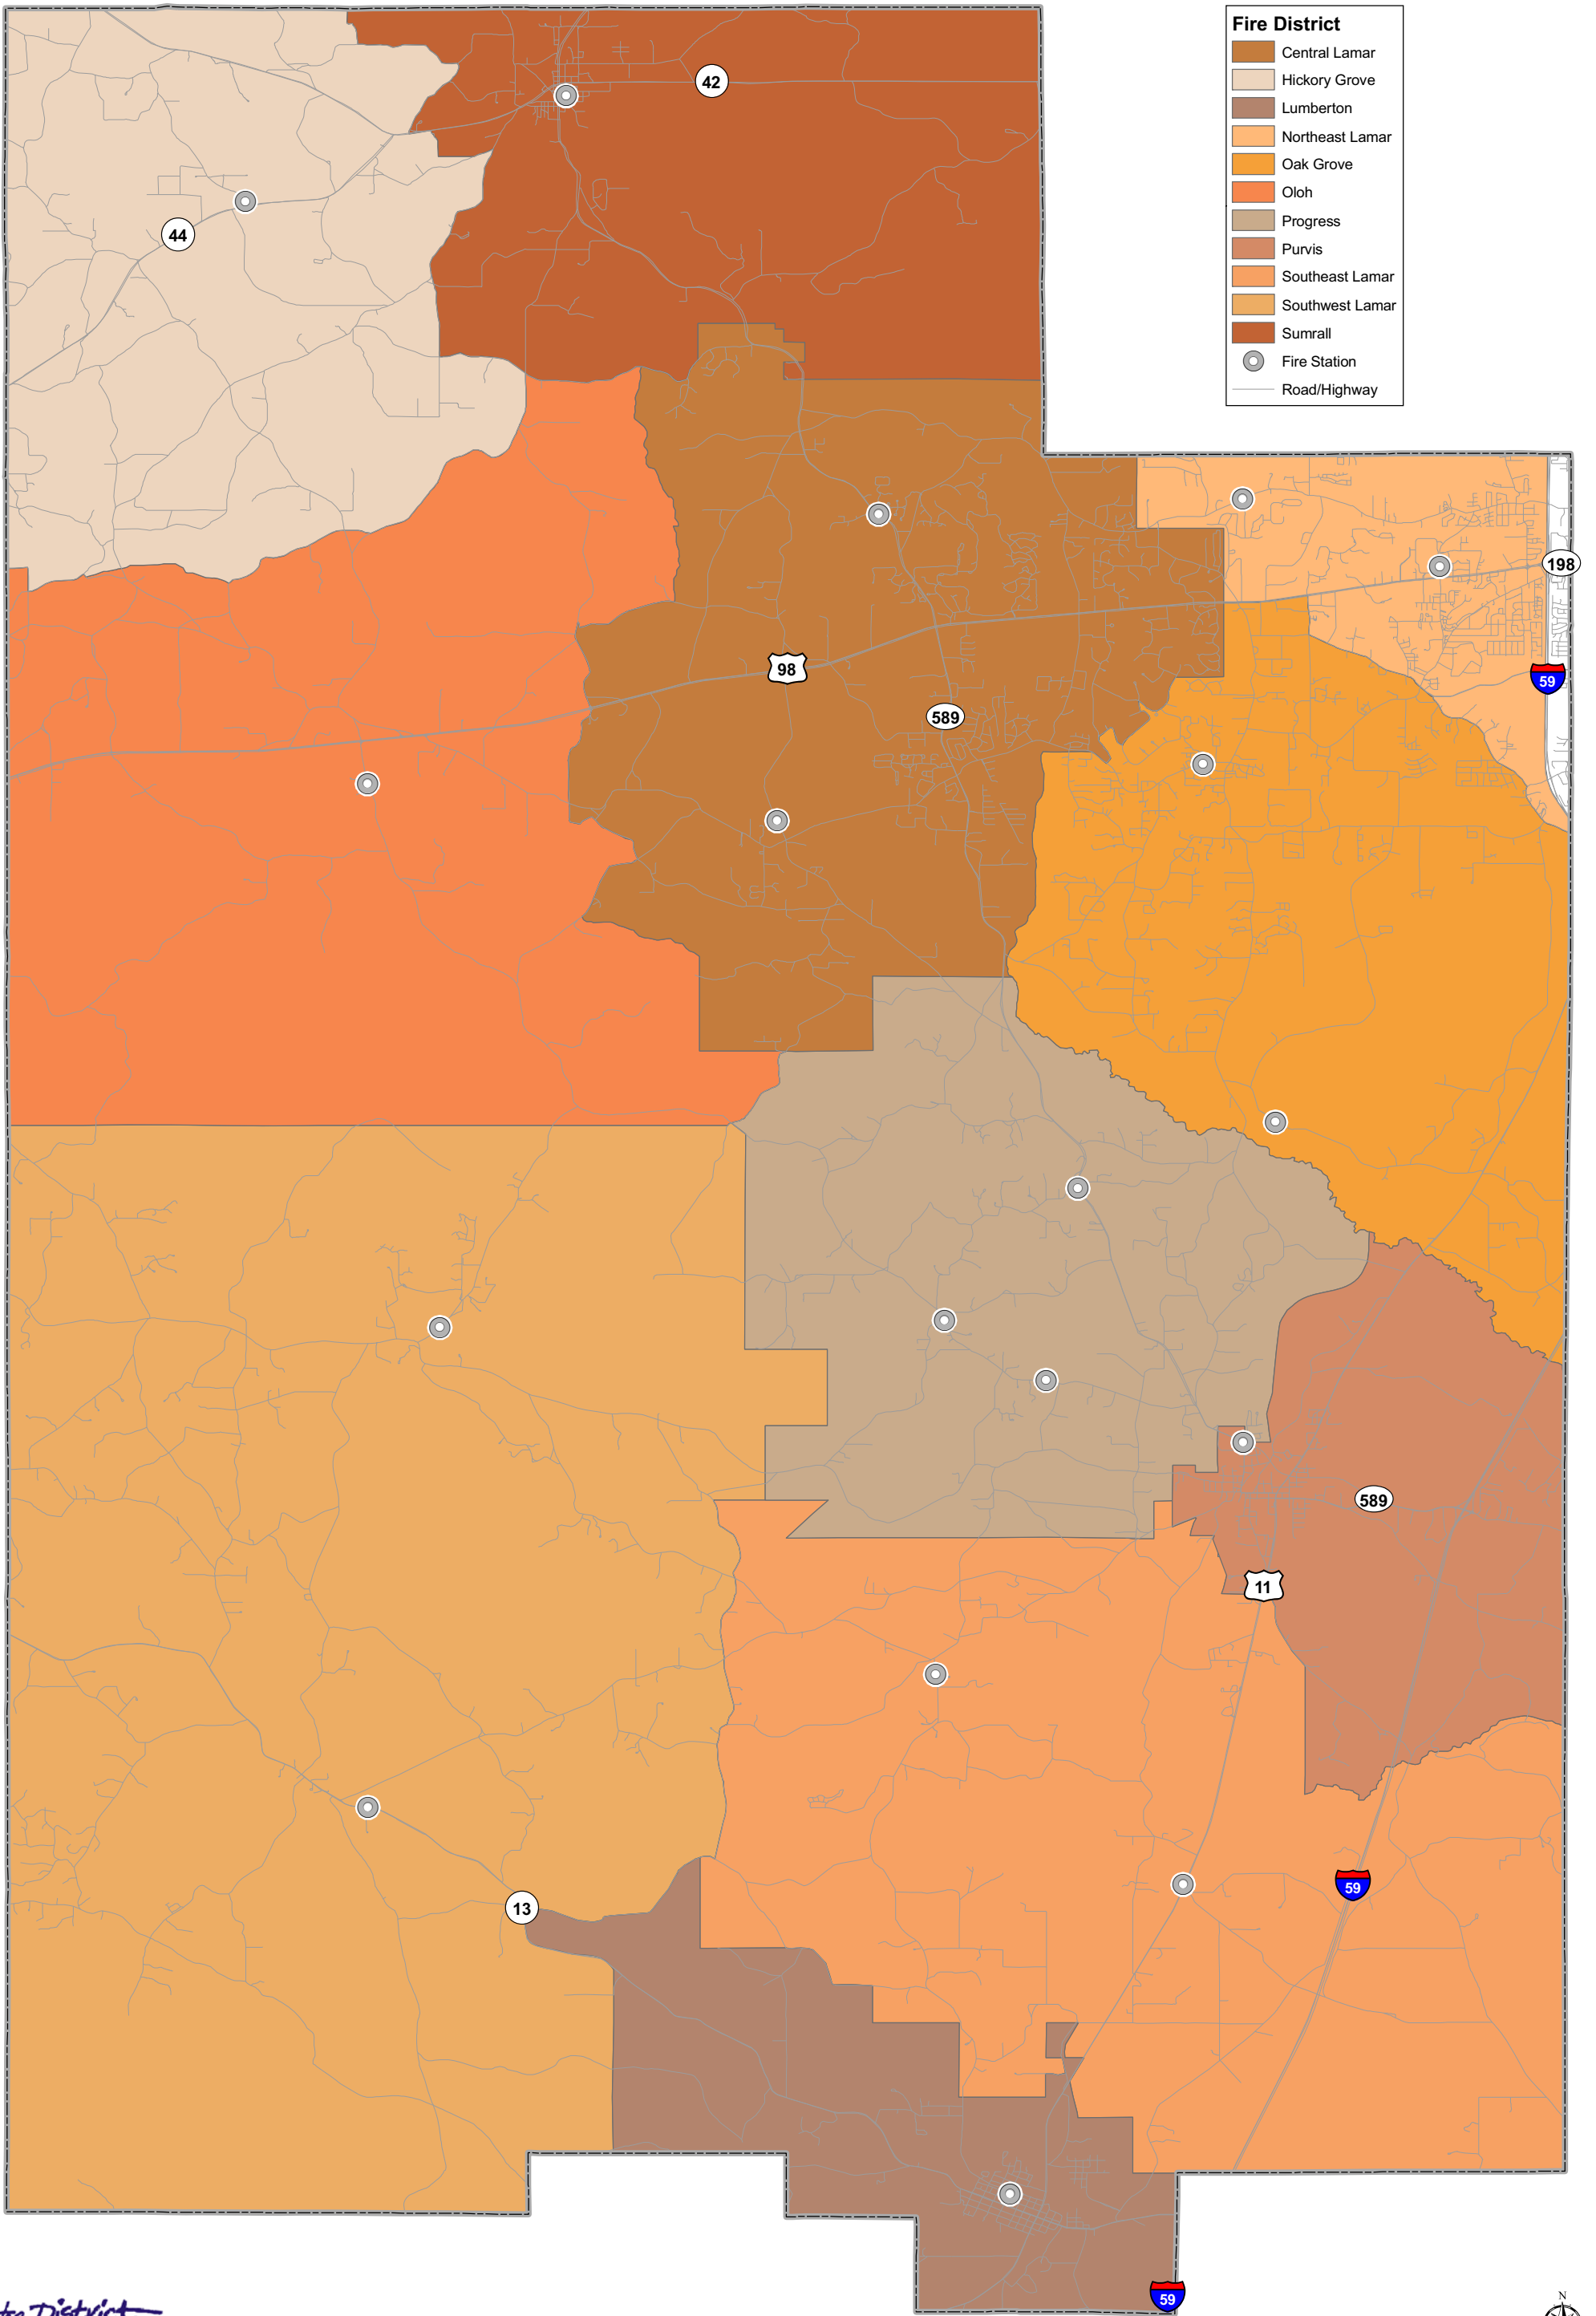 Fire District
Central Lamar
Hickory Grove
Lumberton
Northeast Lamar
Oak Grove
Oloh
Progress
Purvis
Southeast Lamar
Southwest Lamar
Sumrall
Fire Station
Road/Highway
42
44
198
59
98
589
589
11
59
13
59
District
N